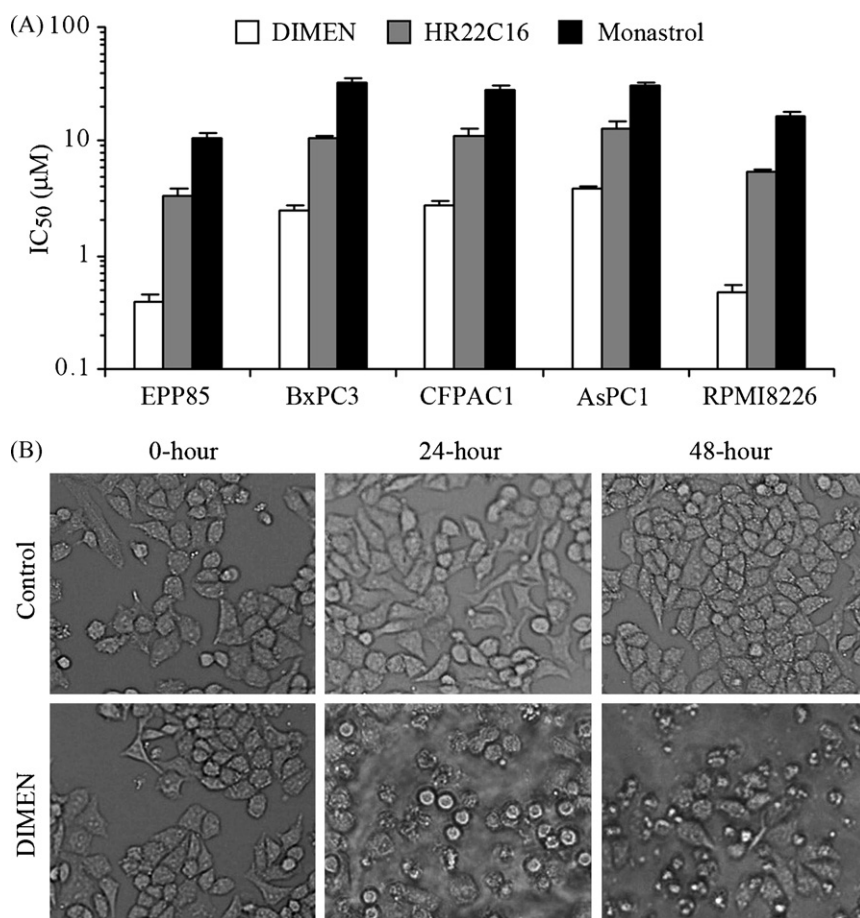 (A)
DIMEN HR22C16 Monastrol
100
10
1
0.1
IC50 (µM)
EPP85 BxPC3 CFPAC1 AsPC1 RPMI8226
(B)
0-hour 24-hour 48-hour
Control
DIMEN